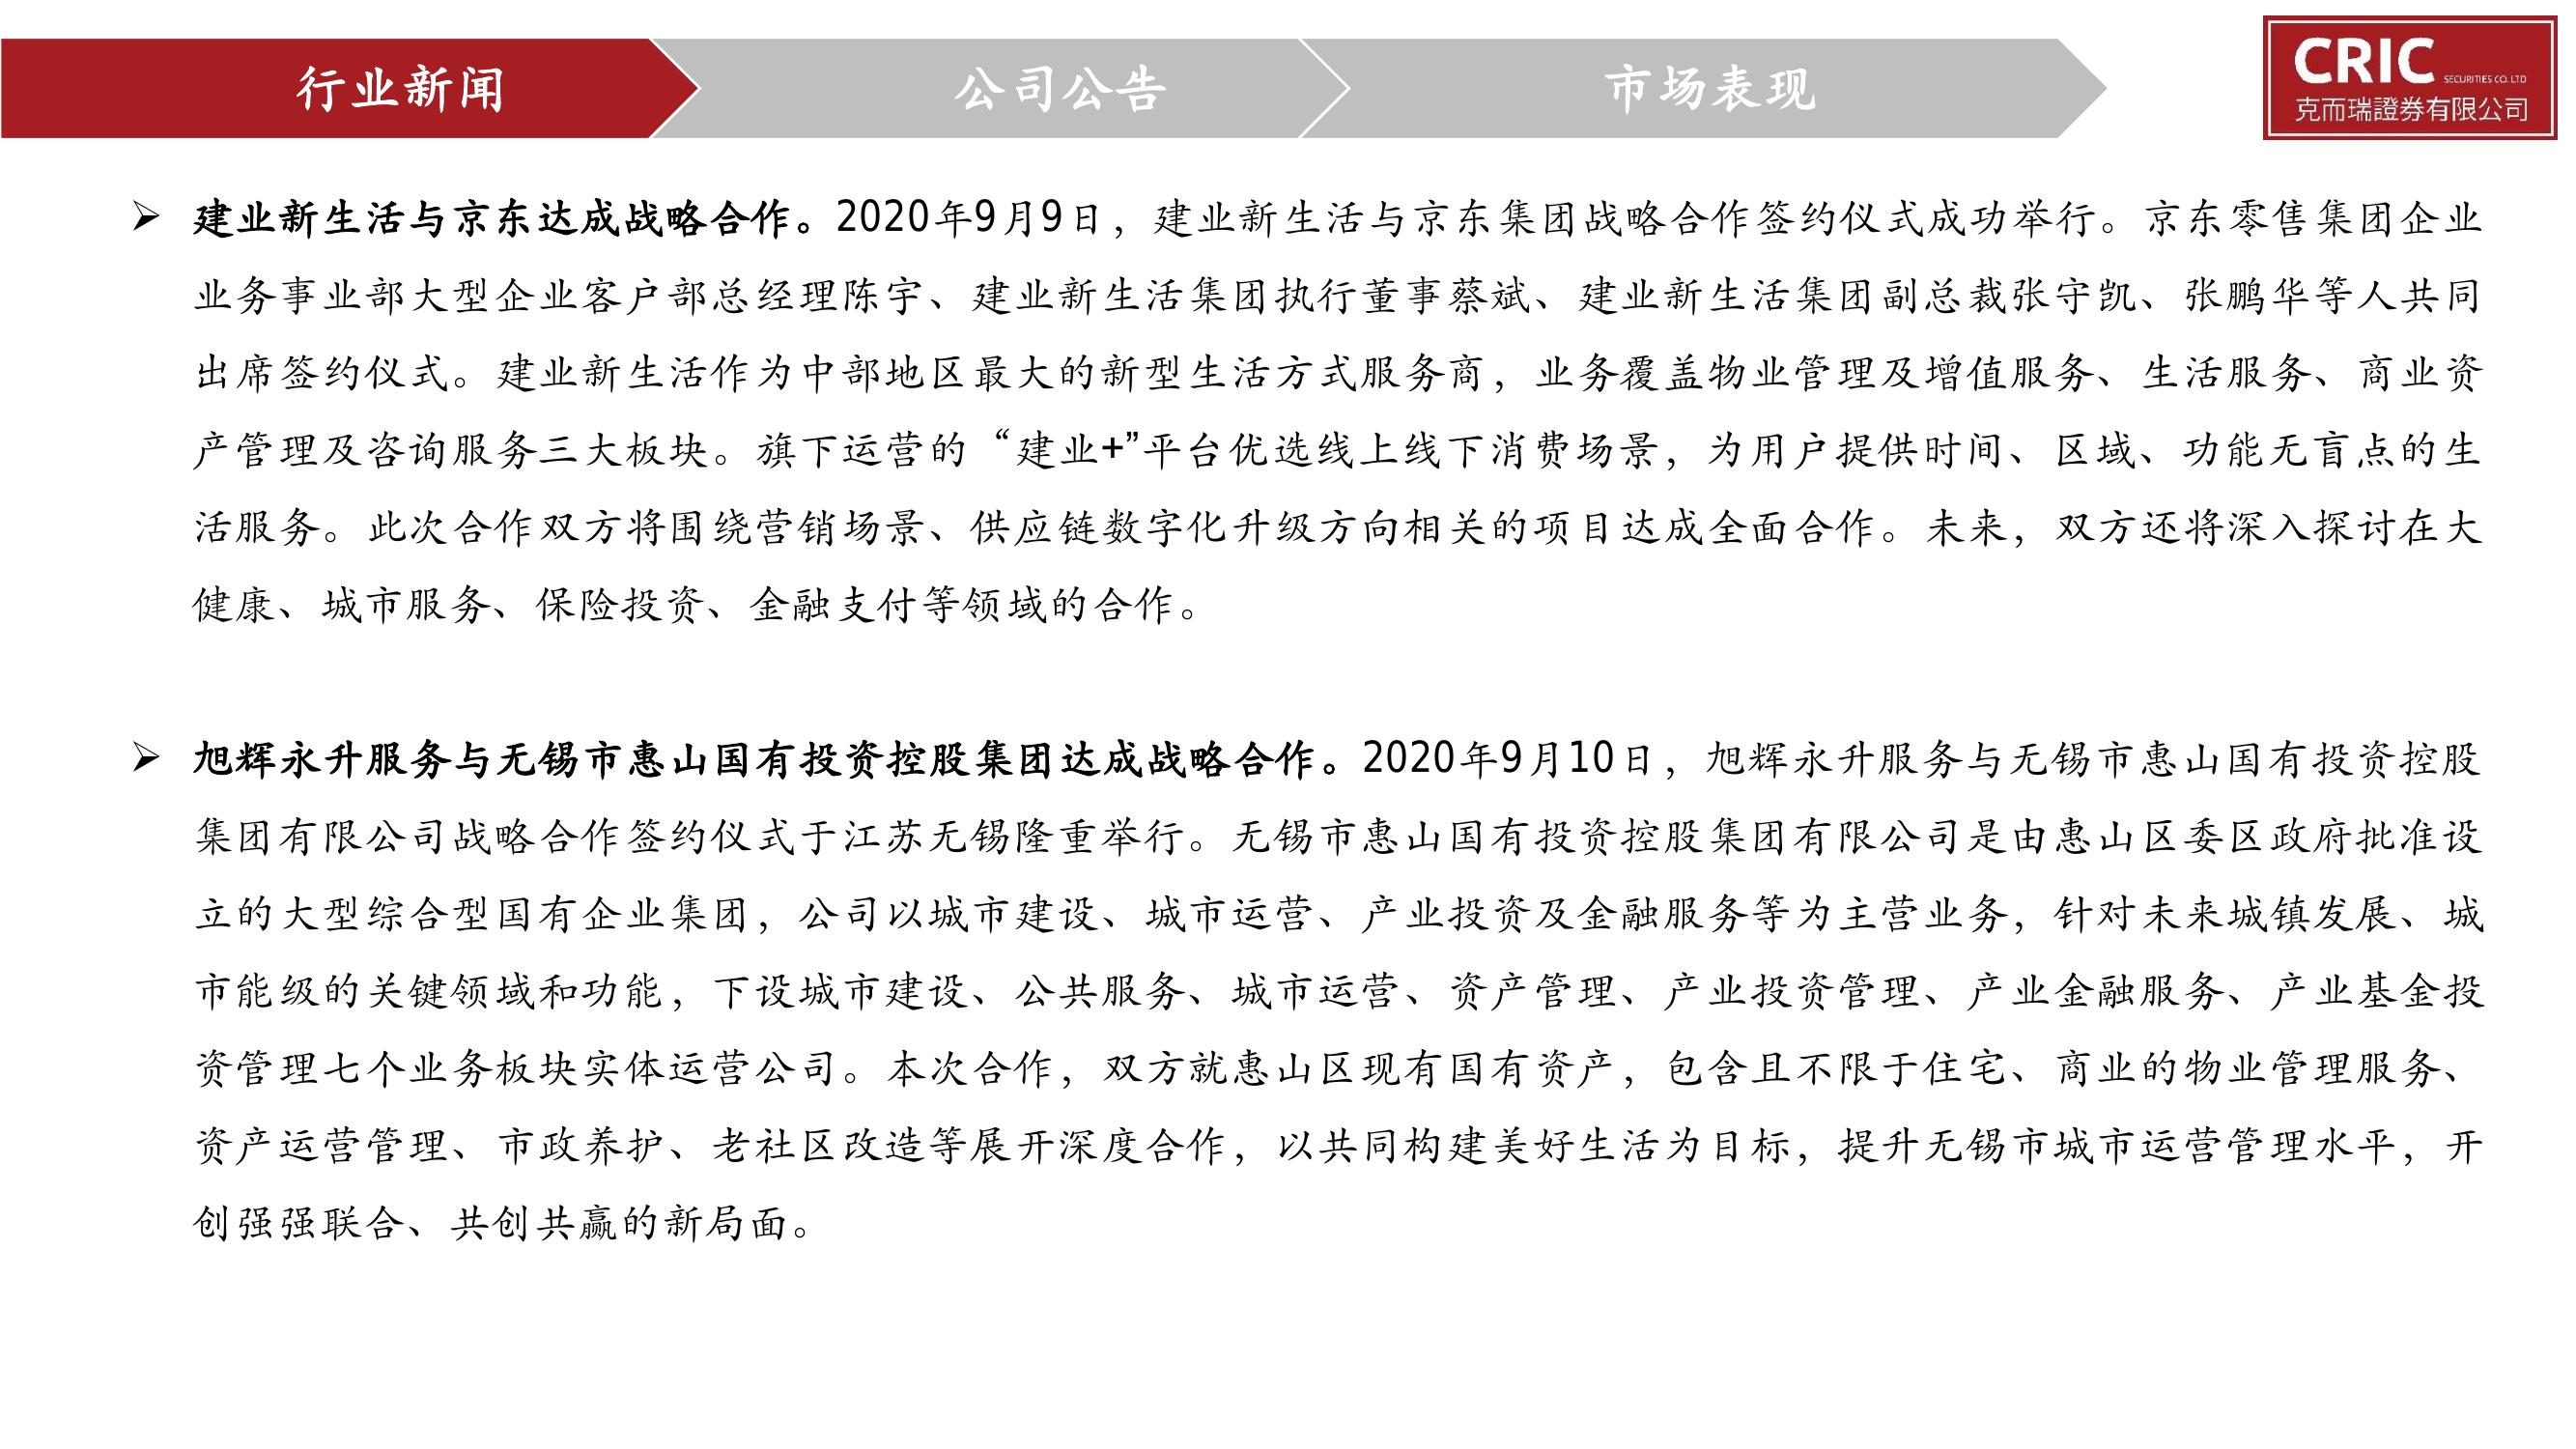 行业新闻
公司公告
市场表现
CRIC SECURITIES CO. LTD
克而瑞證券有限公司
建业新生活与京东达成战略合作。2020年9月9日，建业新生活与京东集团战略合作签约仪式成功举行。京东零售集团企业
业务事业部大型企业客户部总经理陈宇、建业新生活集团执行董事蔡斌、建业新生活集团副总裁张守凯、张鹏华等人共同
出席签约仪式。建业新生活作为中部地区最大的新型生活方式服务商，业务覆盖物业管理及增值服务、生活服务、商业资
产管理及咨询服务三大板块。旗下运营的“建业+”平台优选线上线下消费场景，为用户提供时间、区域、功能无盲点的生
活服务。此次合作双方将围绕营销场景、供应链数字化升级方向相关的项目达成全面合作。未来，双方还将深入探讨在大
健康、城市服务、保险投资、金融支付等领域的合作。
旭辉永升服务与无锡市惠山国有投资控股集团达成战略合作。2020年9月10日，旭辉永升服务与无锡市惠山国有投资控股
集团有限公司战略合作签约仪式于江苏无锡隆重举行。无锡市惠山国有投资控股集团有限公司是由惠山区委区政府批准设
立的大型综合型国有企业集团，公司以城市建设、城市运营、产业投资及金融服务等为主营业务，针对未来城镇发展、城
市能级的关键领域和功能，下设城市建设、公共服务、城市运营、资产管理、产业投资管理、产业金融服务、产业基金投
资管理七个业务板块实体运营公司。本次合作，双方就惠山区现有国有资产，包含且不限于住宅、商业的物业管理服务、
资产运营管理、市政养护、老社区改造等展开深度合作，以共同构建美好生活为目标，提升无锡市城市运营管理水平，开
创强强联合、共创共赢的新局面。